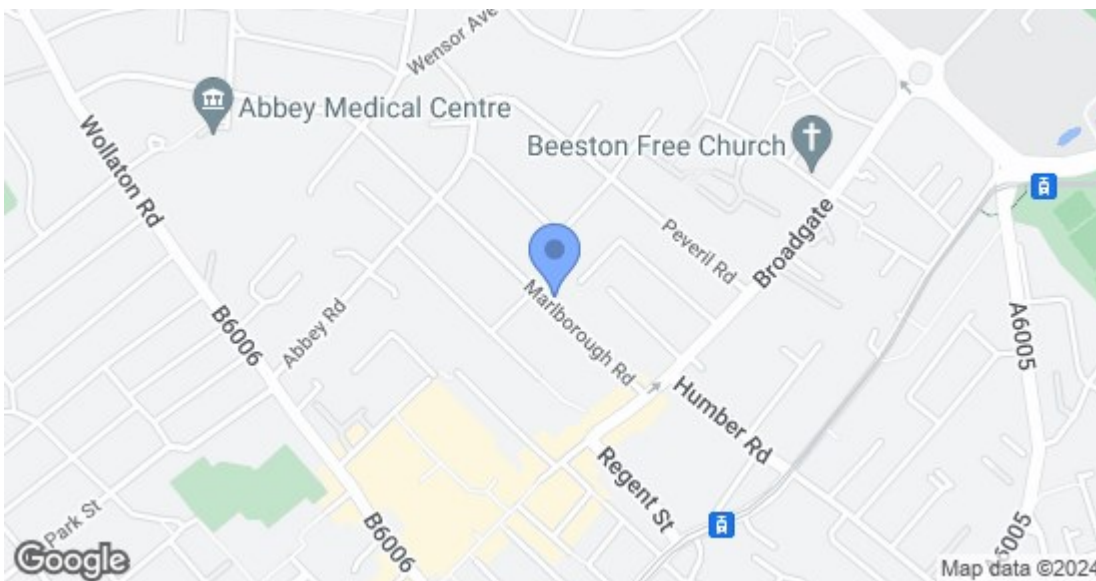 Wensor Ave
Abbey Medical Centre
Wollaton Rd
Beeston Free Church
Peveril Rd
Broadgate
Marlborough Rd
A6005
B6006
Abbey Rd
Humber Rd
Regent St
Park St
B6006
A6005
Google
Map data ©2024